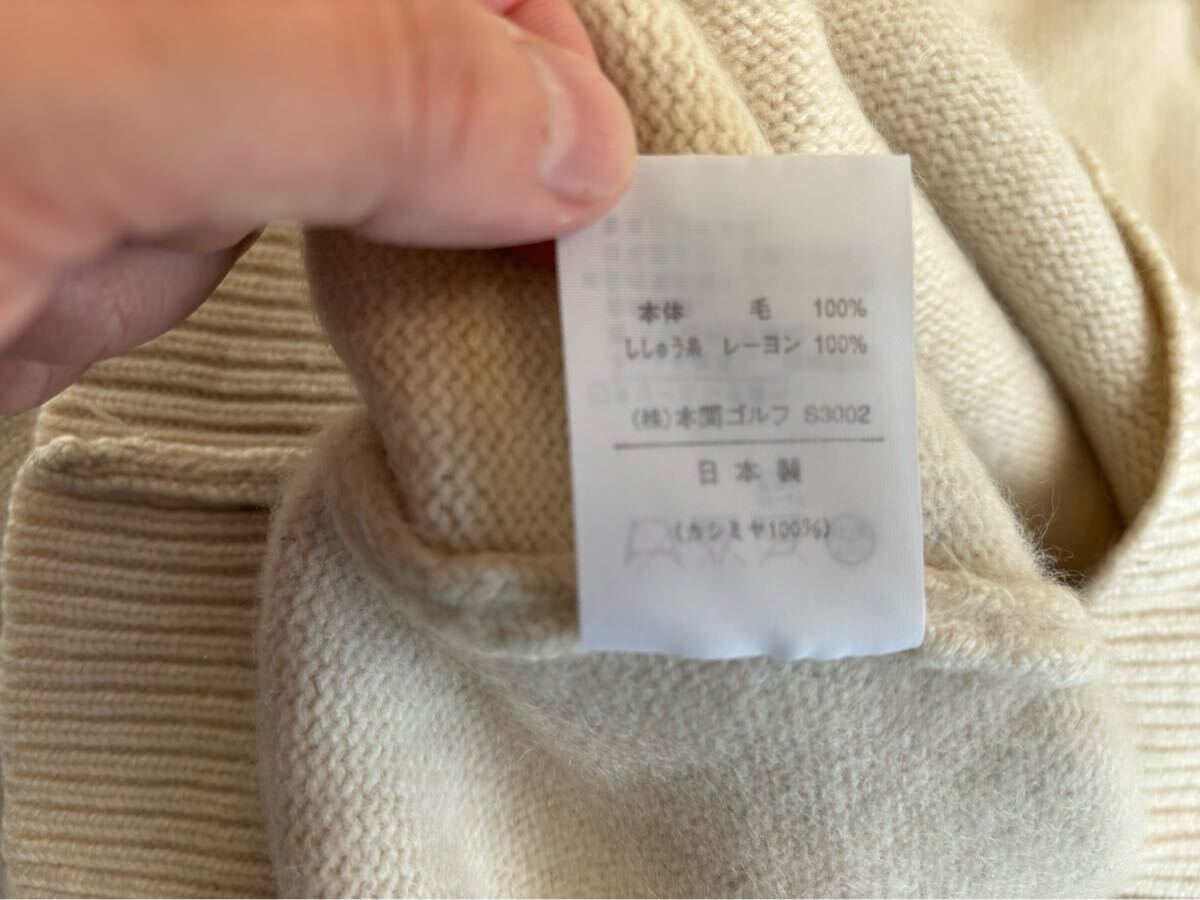 本体 毛 100%
ししゅう糸 レーヨン 100%
(株)本間ゴルフ S3002
日本製
(カシミヤ100%)